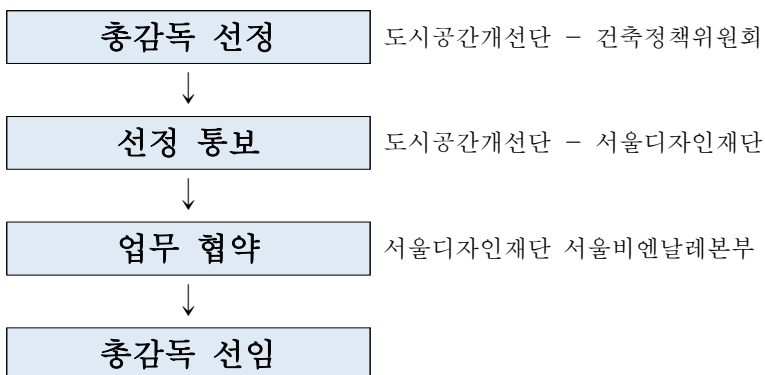 총감독 선정 도시공간개선단 - 건축정책위원회
↓
선정 통보 도시공간개선단 - 서울디자인재단
↓
업무 협약 서울디자인재단 서울비엔날레본부
↓
총감독 선임